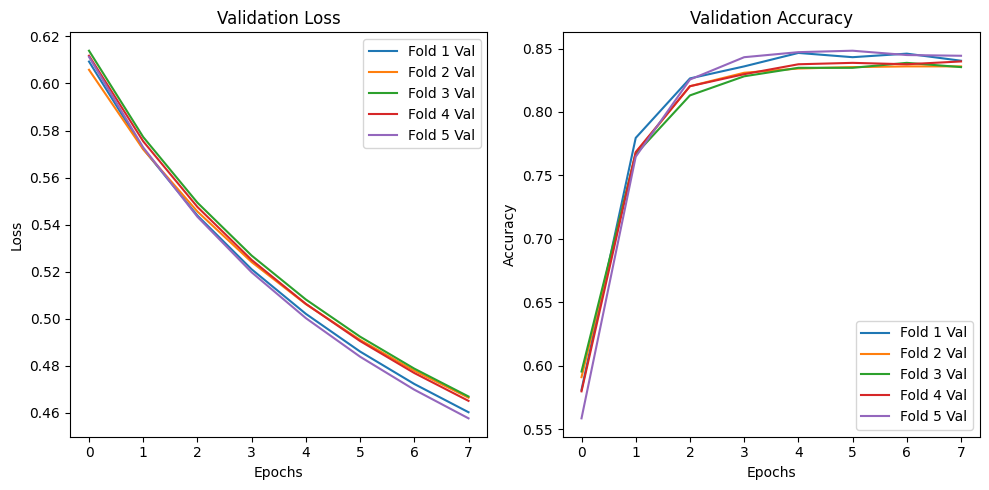 Validation Loss
0.62
0.60
0.58
0.56
0.54
0.52
0.50
0.48
0.46
Loss
0 1 2 3 4 5 6 7
Epochs
Fold 1 Val
Fold 2 Val
Fold 3 Val
Fold 4 Val
Fold 5 Val
Validation Accuracy
0.85
0.80
0.75
0.70
0.65
0.60
0.55
Accuracy
0 1 2 3 4 5 6 7
Epochs
Fold 1 Val
Fold 2 Val
Fold 3 Val
Fold 4 Val
Fold 5 Val